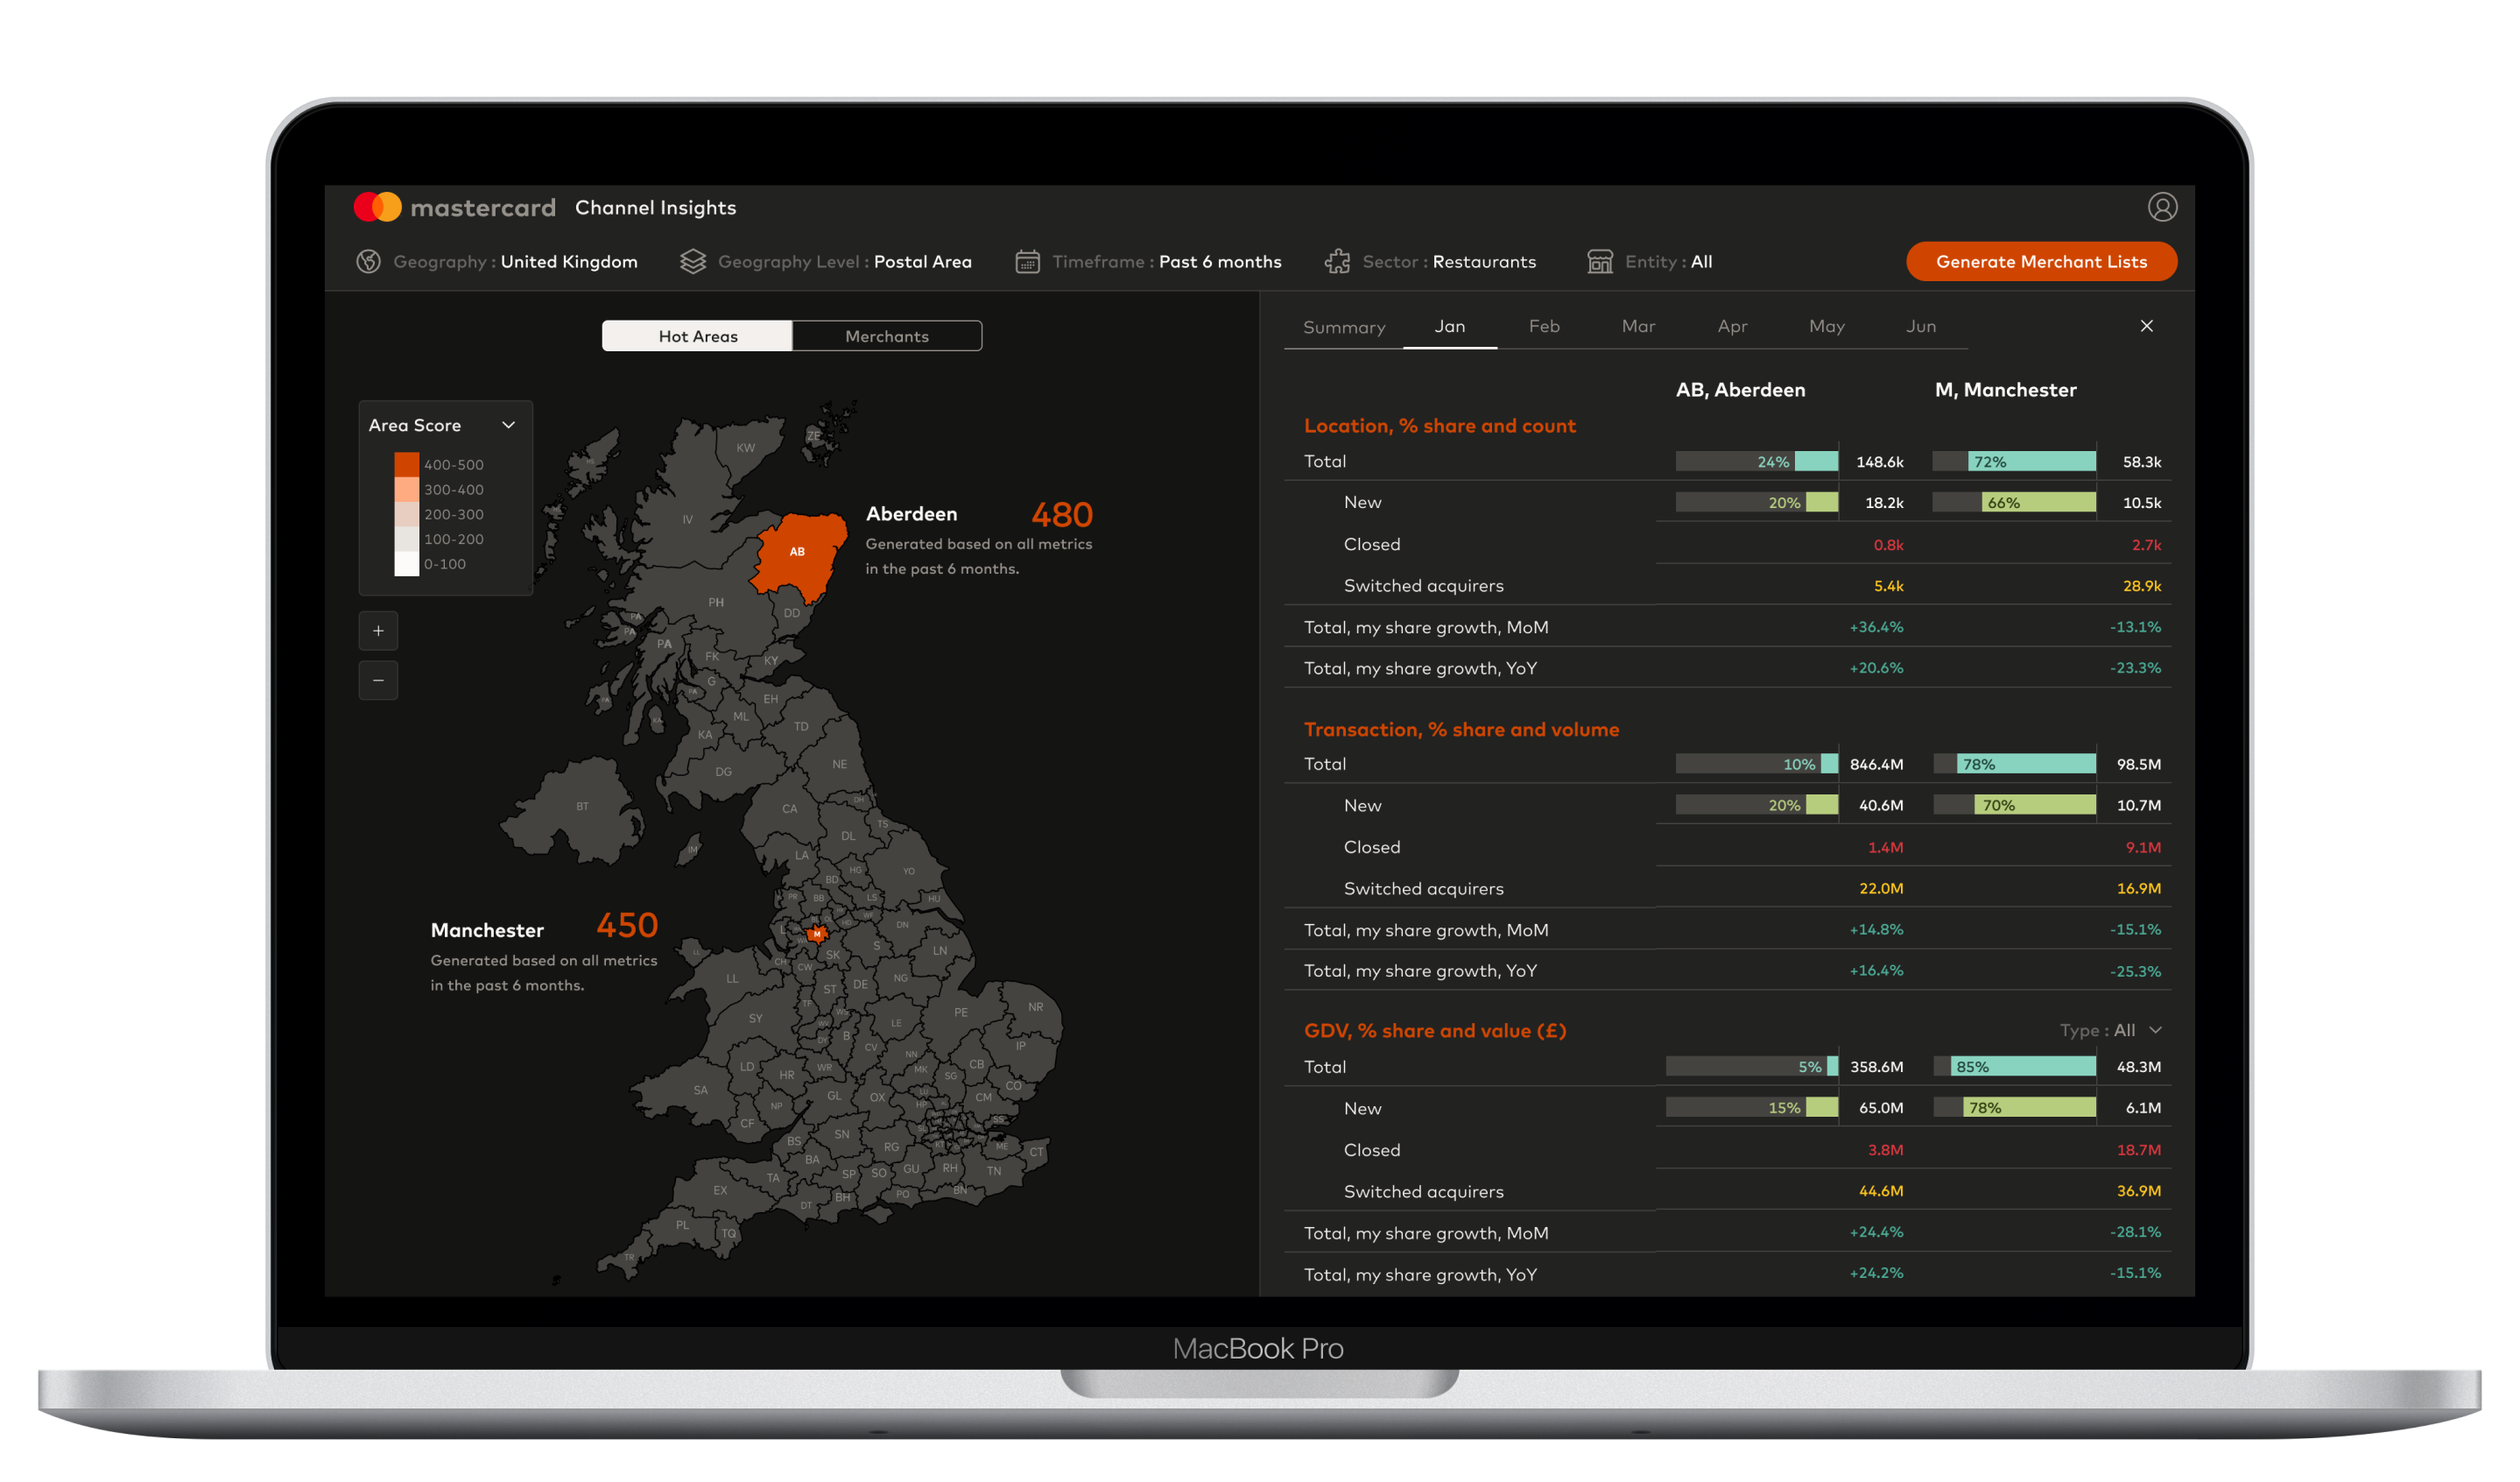 mastercard Channel Insights
Geography : United Kingdom Geography Level : Postal Area Timeframe : Past 6 months Sector : Restaurants Entity : All Generate Merchant Lists
Hot Areas Merchants
Area Score
400-500
300-400
200-300
100-200
0-100
+
−
Aberdeen 480
Generated based on all metrics
in the past 6 months.
Manchester 450
Generated based on all metrics
in the past 6 months.
KW
ZE
IV
AB
PH
DD
PA
PA
PA
FK
KY
G
PA
EH
ML
TD
KA
DG
NE
BT
CA
DH
TS
DL
IM
LA
HG
YO
BD
PR
BB
LS
HU
DN
L
M
S
LN
SK
CH
CW
LL
LL
ST
DE
NG
TF
NR
SY
PE
WS
LE
B
DY
CV
NN
IP
LD
HR
WR
MK
SG
CB
CO
SA
NP
GL
OX
CM
CF
BS
SN
RG
ME
CT
BA
TA
SP
SO
GU
RH
TN
EX
DT
BH
PO
BN
PL
TQ
TR
Summary Jan Feb Mar Apr May Jun
AB, Aberdeen M, Manchester
Location, % share and count
Total 24% 148.6k 72% 58.3k
New 20% 18.2k 66% 10.5k
Closed 0.8k 2.7k
Switched acquirers 5.4k 28.9k
Total, my share growth, MoM +36.4% -13.1%
Total, my share growth, YoY +20.6% -23.3%
Transaction, % share and volume
Total 10% 846.4M 78% 98.5M
New 20% 40.6M 70% 10.7M
Closed 1.4M 9.1M
Switched acquirers 22.0M 16.9M
Total, my share growth, MoM +14.8% -15.1%
Total, my share growth, YoY +16.4% -25.3%
GDV, % share and value (£) Type : All
Total 5% 358.6M 85% 48.3M
New 15% 65.0M 78% 6.1M
Closed 3.8M 18.7M
Switched acquirers 44.6M 36.9M
Total, my share growth, MoM +24.4% -28.1%
Total, my share growth, YoY +24.2% -15.1%
MacBook Pro